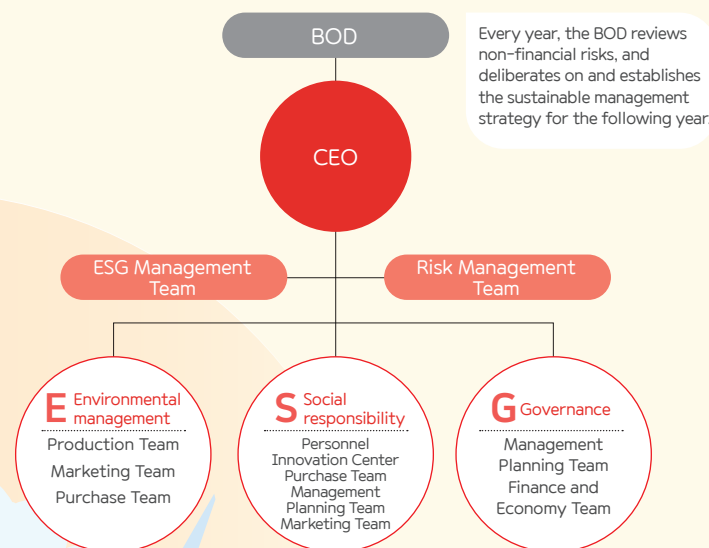 BOD
Every year, the BOD reviews
non-financial risks, and
deliberates on and establishes
the sustainable management
strategy for the following year.
CEO
ESG Management
Team
Risk Management
Team
E Environmental
management
Production Team
Marketing Team
Purchase Team
S Social
responsibility
Personnel
Innovation Center
Purchase Team
Management
Planning Team
Marketing Team
G Governance
Management
Planning Team
Finance and
Economy Team